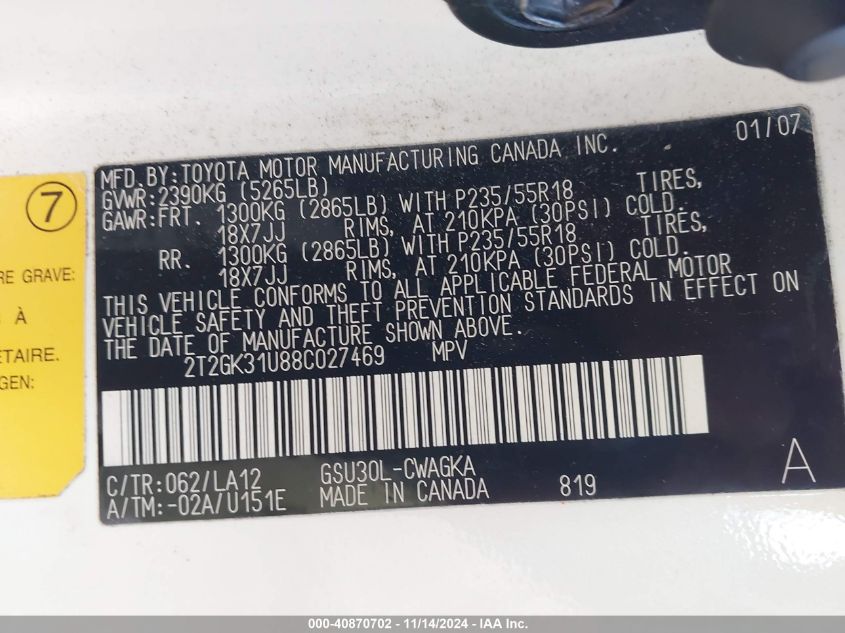 01/07
MFD.BY:TOYOTA MOTOR MANUFACTURING CANADA INC.
GVWR:2390KG (5265LB)
GAWR:FRT. 1300KG (2865LB) WITH P235/55R18 TIRES,
18X7JJ RIMS, AT 210KPA (30PSI) COLD.
RR. 1300KG (2865LB) WITH P235/55R18 TIRES,
18X7JJ RIMS, AT 210KPA (30PSI) COLD.
THIS VEHICLE CONFORMS TO ALL APPLICABLE FEDERAL MOTOR
VEHICLE SAFETY AND THEFT PREVENTION STANDARDS IN EFFECT ON
THE DATE OF MANUFACTURE SHOWN ABOVE.
2T2GK31U88C027469 MPV
C/TR:062/LA12 GSU30L-CWAGKA
A/TM:-02A/U151E MADE IN CANADA 819
A
7
RE GRAVE:
À
ETAIRE.
GEN:
000-40870702 - 11/14/2024 - IAA Inc.